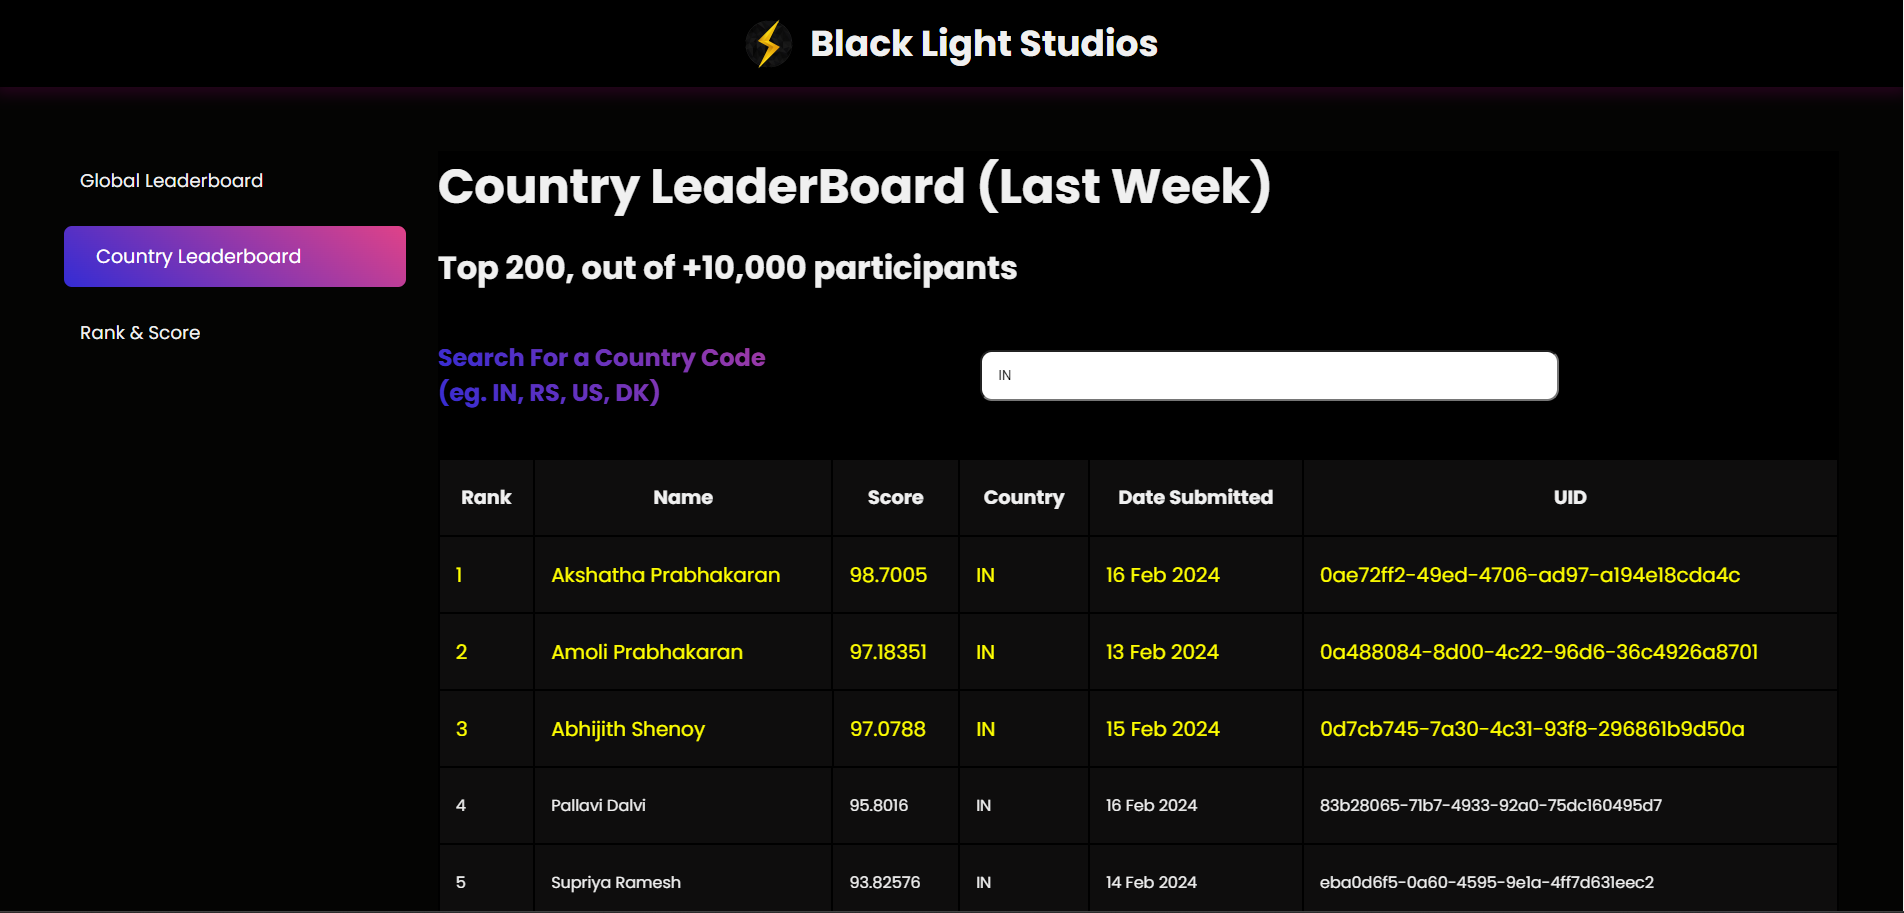 Black Light Studios
Global Leaderboard
Country Leaderboard
Rank & Score
Country LeaderBoard (Last Week)
Top 200, out of +10,000 participants
Search For a Country Code
(eg. IN, RS, US, DK)
IN
Rank Name Score Country Date Submitted UID
1 Akshatha Prabhakaran 98.7005 IN 16 Feb 2024 0ae72ff2-49ed-4706-ad97-a194e18cda4c
2 Amoli Prabhakaran 97.18351 IN 13 Feb 2024 0a488084-8d00-4c22-96d6-36c4926a8701
3 Abhijith Shenoy 97.0788 IN 15 Feb 2024 0d7cb745-7a30-4c31-93f8-296861b9d50a
4 Pallavi Dalvi 95.8016 IN 16 Feb 2024 83b28065-71b7-4933-92a0-75dc160495d7
5 Supriya Ramesh 93.82576 IN 14 Feb 2024 eba0d6f5-0a60-4595-9e1a-4ff7d631eec2